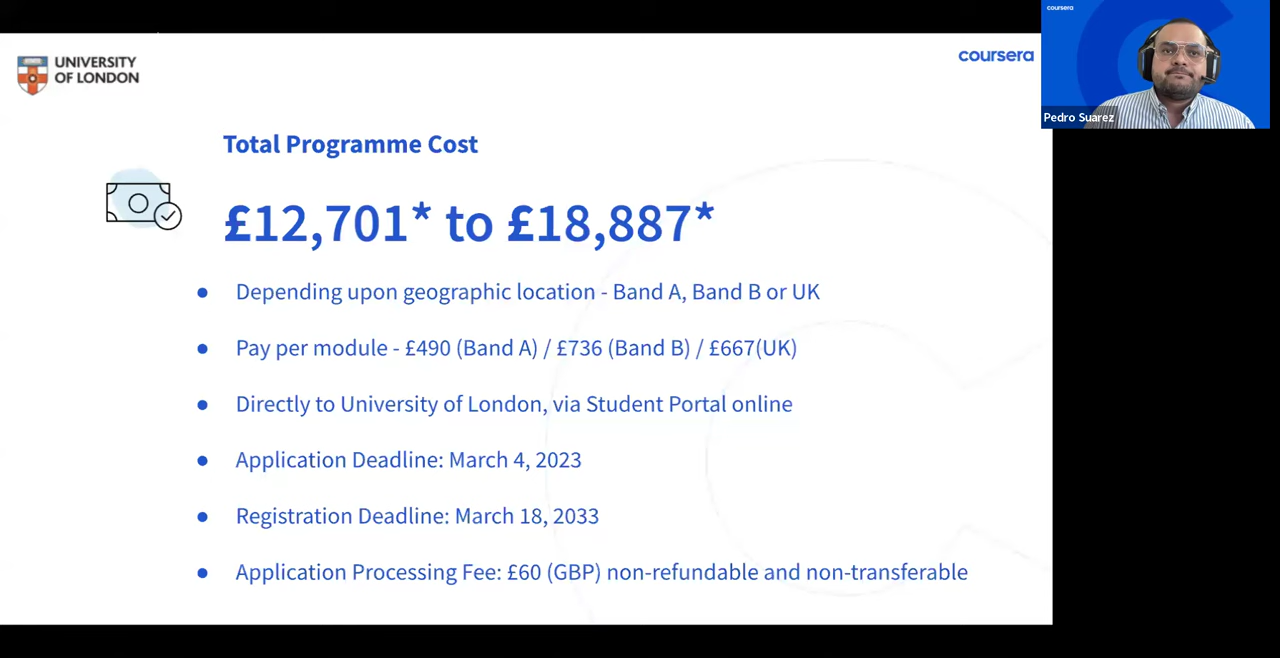 coursera
UNIVERSITY
OF LONDON
coursera
Pedro Suarez
Total Programme Cost
£12,701* to £18,887*
● Depending upon geographic location - Band A, Band B or UK
● Pay per module - £490 (Band A) / £736 (Band B) / £667(UK)
● Directly to University of London, via Student Portal online
● Application Deadline: March 4, 2023
● Registration Deadline: March 18, 2033
● Application Processing Fee: £60 (GBP) non-refundable and non-transferable